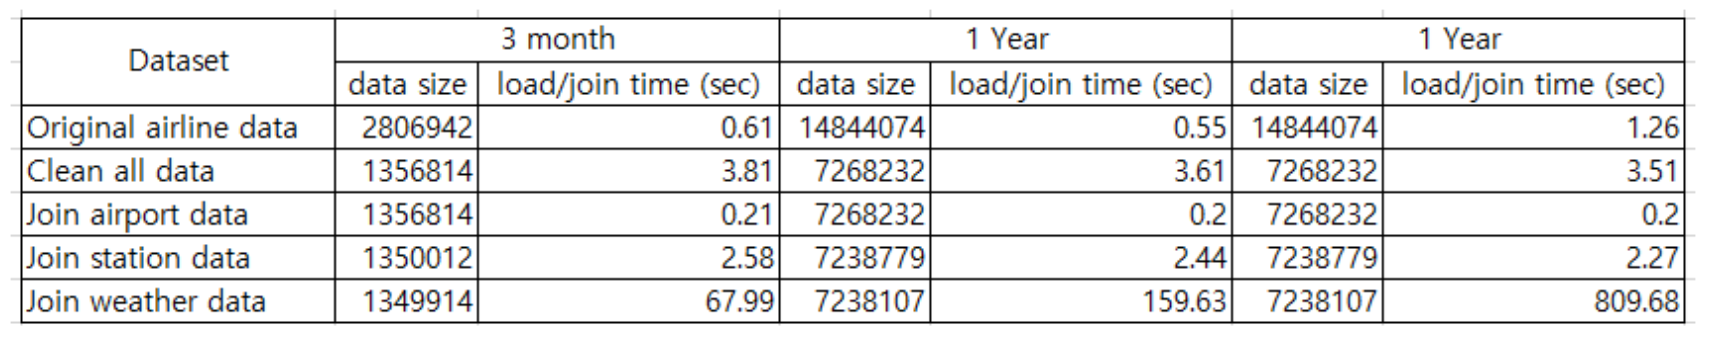 Dataset 3 month 1 Year 1 Year
data size load/join time (sec) data size load/join time (sec) data size load/join time (sec)
Original airline data 2806942 0.61 14844074 0.55 14844074 1.26
Clean all data 1356814 3.81 7268232 3.61 7268232 3.51
Join airport data 1356814 0.21 7268232 0.2 7268232 0.2
Join station data 1350012 2.58 7238779 2.44 7238779 2.27
Join weather data 1349914 67.99 7238107 159.63 7238107 809.68